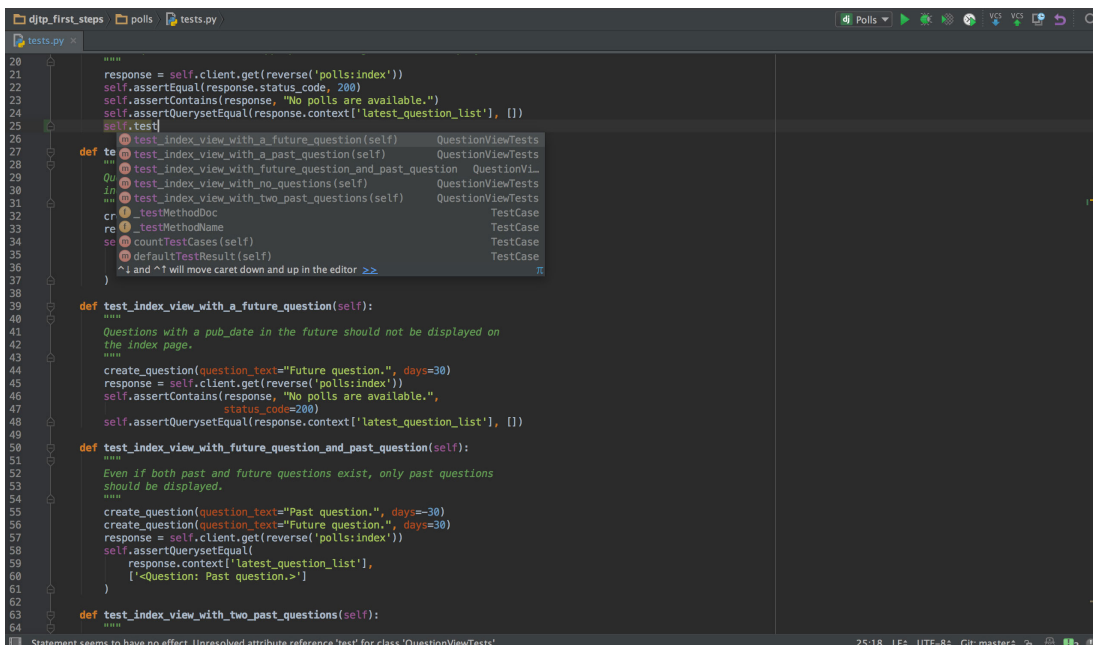 djtp_first_steps polls tests.py Polls VCS VCS
tests.py ×
20 """
21 response = self.client.get(reverse('polls:index'))
22 self.assertEqual(response.status_code, 200)
23 self.assertContains(response, "No polls are available.")
24 self.assertQuerysetEqual(response.context['latest_question_list'], [])
25 self.test
26 test_index_view_with_a_future_question(self) QuestionViewTests
27 def te test_index_view_with_a_past_question(self) QuestionViewTests
28 "" test_index_view_with_future_question_and_past_question QuestionVi…
29 Qu test_index_view_with_no_questions(self) QuestionViewTests
30 in test_index_view_with_two_past_questions(self) QuestionViewTests
31 "" _testMethodDoc TestCase
32 cr _testMethodName TestCase
33 re countTestCases(self) TestCase
34 se defaultTestResult(self) TestCase
35
36 ^↓ and ^↑ will move caret down and up in the editor >> π
37 )
38
39 def test_index_view_with_a_future_question(self):
40 """
41 Questions with a pub_date in the future should not be displayed on
42 the index page.
43 """
44 create_question(question_text="Future question.", days=30)
45 response = self.client.get(reverse('polls:index'))
46 self.assertContains(response, "No polls are available.",
47 status_code=200)
48 self.assertQuerysetEqual(response.context['latest_question_list'], [])
49
50 def test_index_view_with_future_question_and_past_question(self):
51 """
52 Even if both past and future questions exist, only past questions
53 should be displayed.
54 """
55 create_question(question_text="Past question.", days=-30)
56 create_question(question_text="Future question.", days=30)
57 response = self.client.get(reverse('polls:index'))
58 self.assertQuerysetEqual(
59 response.context['latest_question_list'],
60 ['<Question: Past question.>']
61 )
62
63 def test_index_view_with_two_past_questions(self):
64 """
Statement seems to have no effect. Unresolved attribute reference 'test' for class 'QuestionViewTests'. 25:18 LF÷ UTF-8÷ Git: master÷